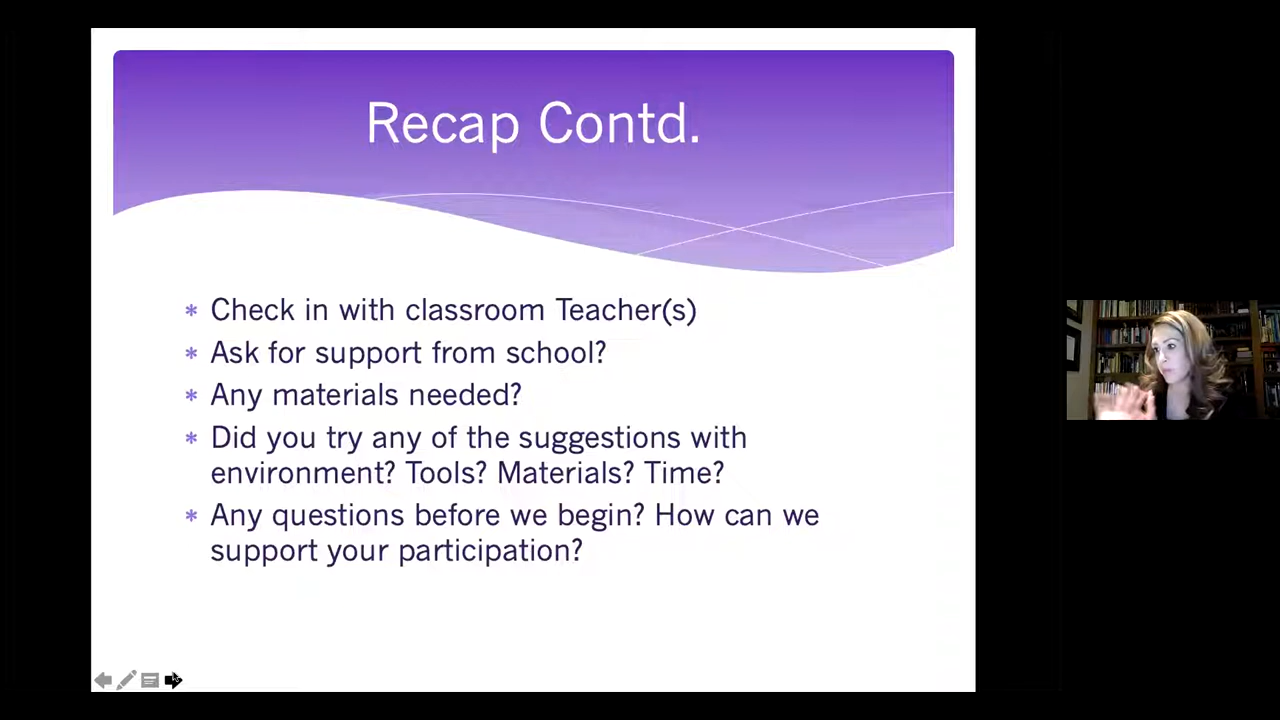 Recap Contd.
* Check in with classroom Teacher(s)
* Ask for support from school?
* Any materials needed?
* Did you try any of the suggestions with
environment? Tools? Materials? Time?
* Any questions before we begin? How can we
support your participation?